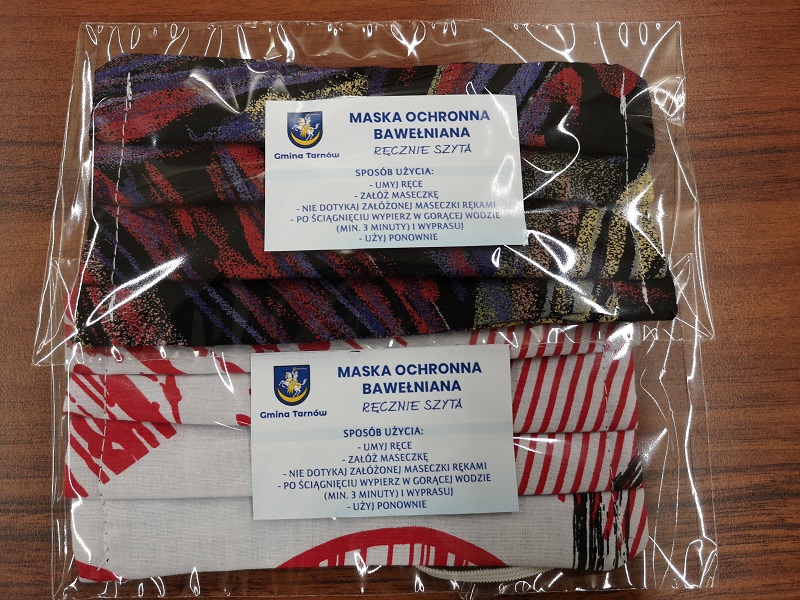 MASKA OCHRONNA
BAWEŁNIANA
RĘCZNIE SZYTA
Gmina Tarnów
SPOSÓB UŻYCIA:
- UMYJ RĘCE
- ZAŁÓŻ MASECZKĘ
- NIE DOTYKAJ ZAŁÓŻONEJ MASECZKI RĘKAMI
- PO ŚCIĄGNIĘCIU WYPIERZ W GORĄCEJ WODZIE
(MIN. 3 MINUTY) I WYPRASUJ
- UŻYJ PONOWNIE
MASKA OCHRONNA
BAWEŁNIANA
RĘCZNIE SZYTA
Gmina Tarnów
SPOSÓB UŻYCIA:
- UMYJ RĘCE
- ZAŁÓŻ MASECZKĘ
- NIE DOTYKAJ ZAŁÓŻONEJ MASECZKI RĘKAMI
- PO ŚCIĄGNIĘCIU WYPIERZ W GORĄCEJ WODZIE
(MIN. 3 MINUTY) I WYPRASUJ
- UŻYJ PONOWNIE